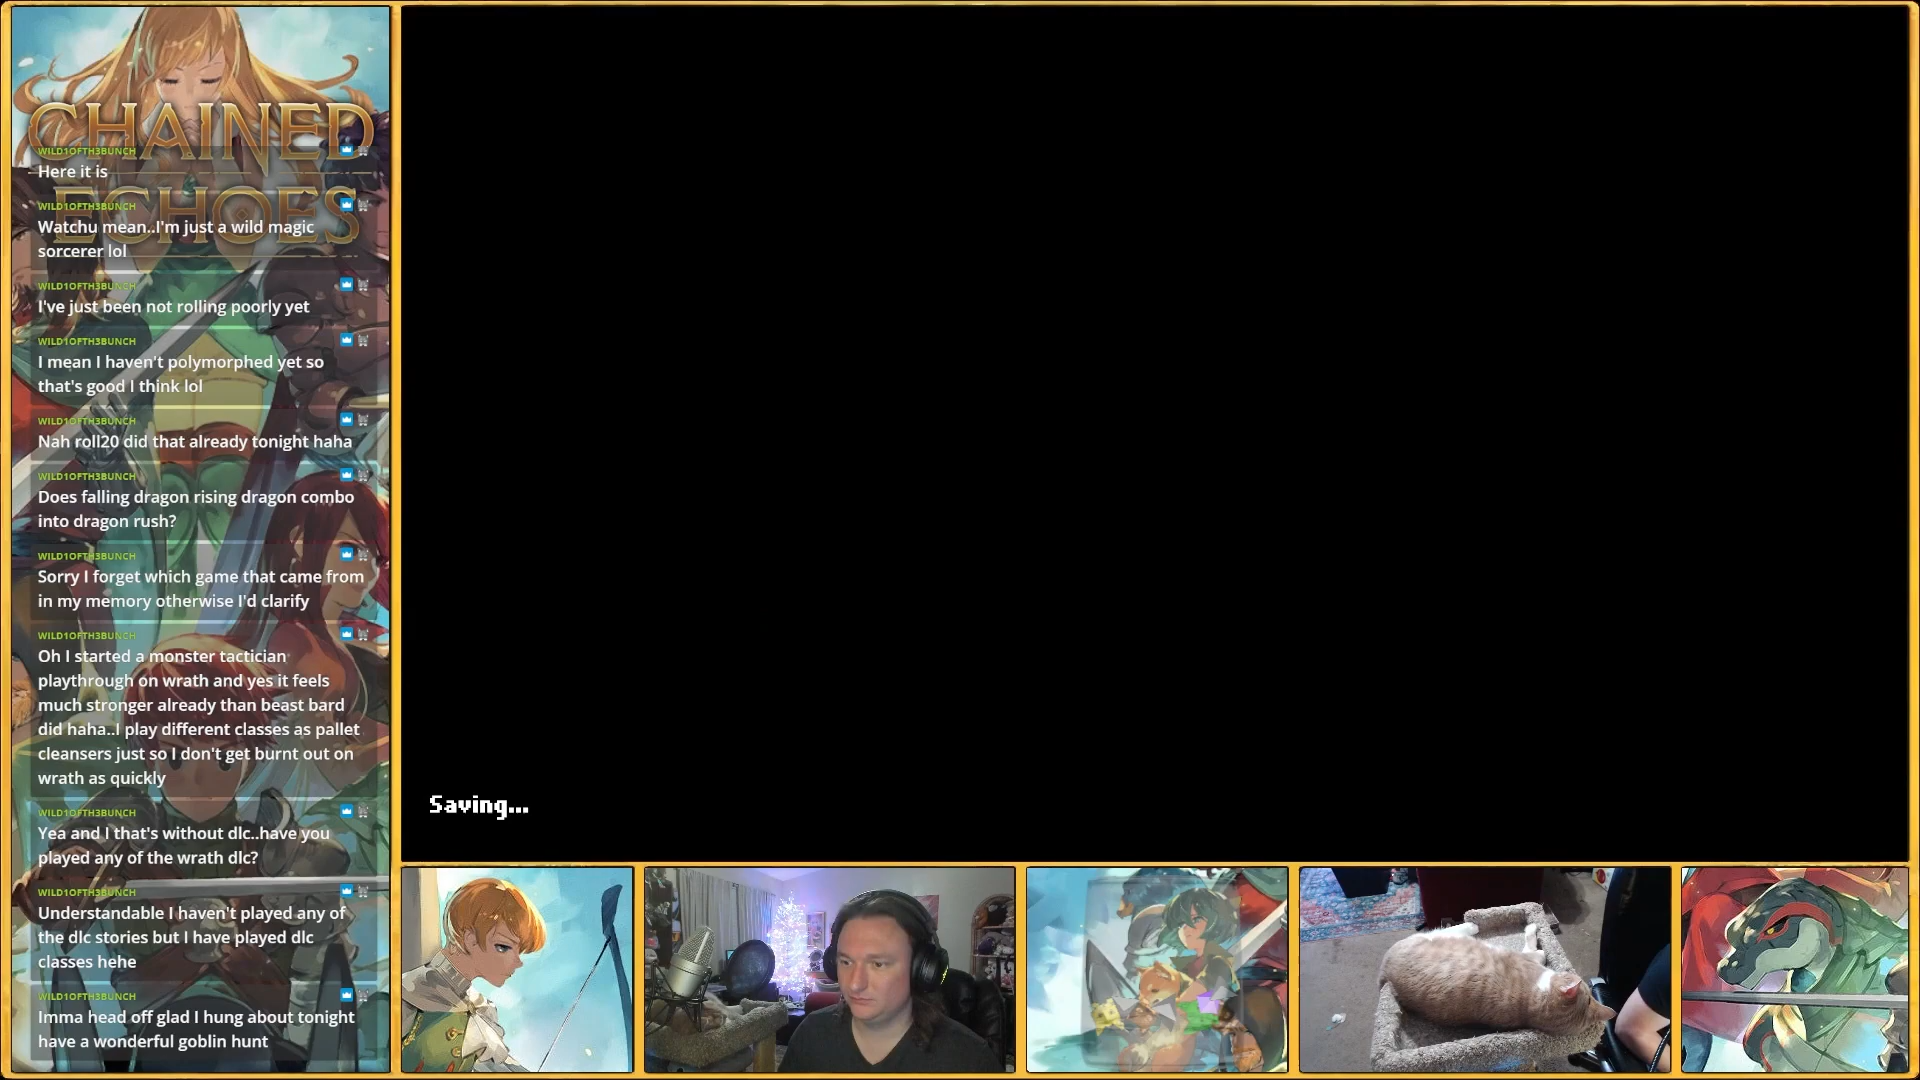 CHAINED
ECHOES
WILD1OFTH3BUNCH
Here it is
WILD1OFTH3BUNCH
Watchu mean..I'm just a wild magic
sorcerer lol
WILD1OFTH3BUNCH
I've just been not rolling poorly yet
WILD1OFTH3BUNCH
I mean I haven't polymorphed yet so
that's good I think lol
WILD1OFTH3BUNCH
Nah roll20 did that already tonight haha
WILD1OFTH3BUNCH
Does falling dragon rising dragon combo
into dragon rush?
WILD1OFTH3BUNCH
Sorry I forget which game that came from
in my memory otherwise I'd clarify
WILD1OFTH3BUNCH
Oh I started a monster tactician
playthrough on wrath and yes it feels
much stronger already than beast bard
did haha..I play different classes as pallet
cleansers just so I don't get burnt out on
wrath as quickly
WILD1OFTH3BUNCH
Yea and I that's without dlc..have you
played any of the wrath dlc?
WILD1OFTH3BUNCH
Understandable I haven't played any of
the dlc stories but I have played dlc
classes hehe
WILD1OFTH3BUNCH
Imma head off glad I hung about tonight
have a wonderful goblin hunt
Saving...